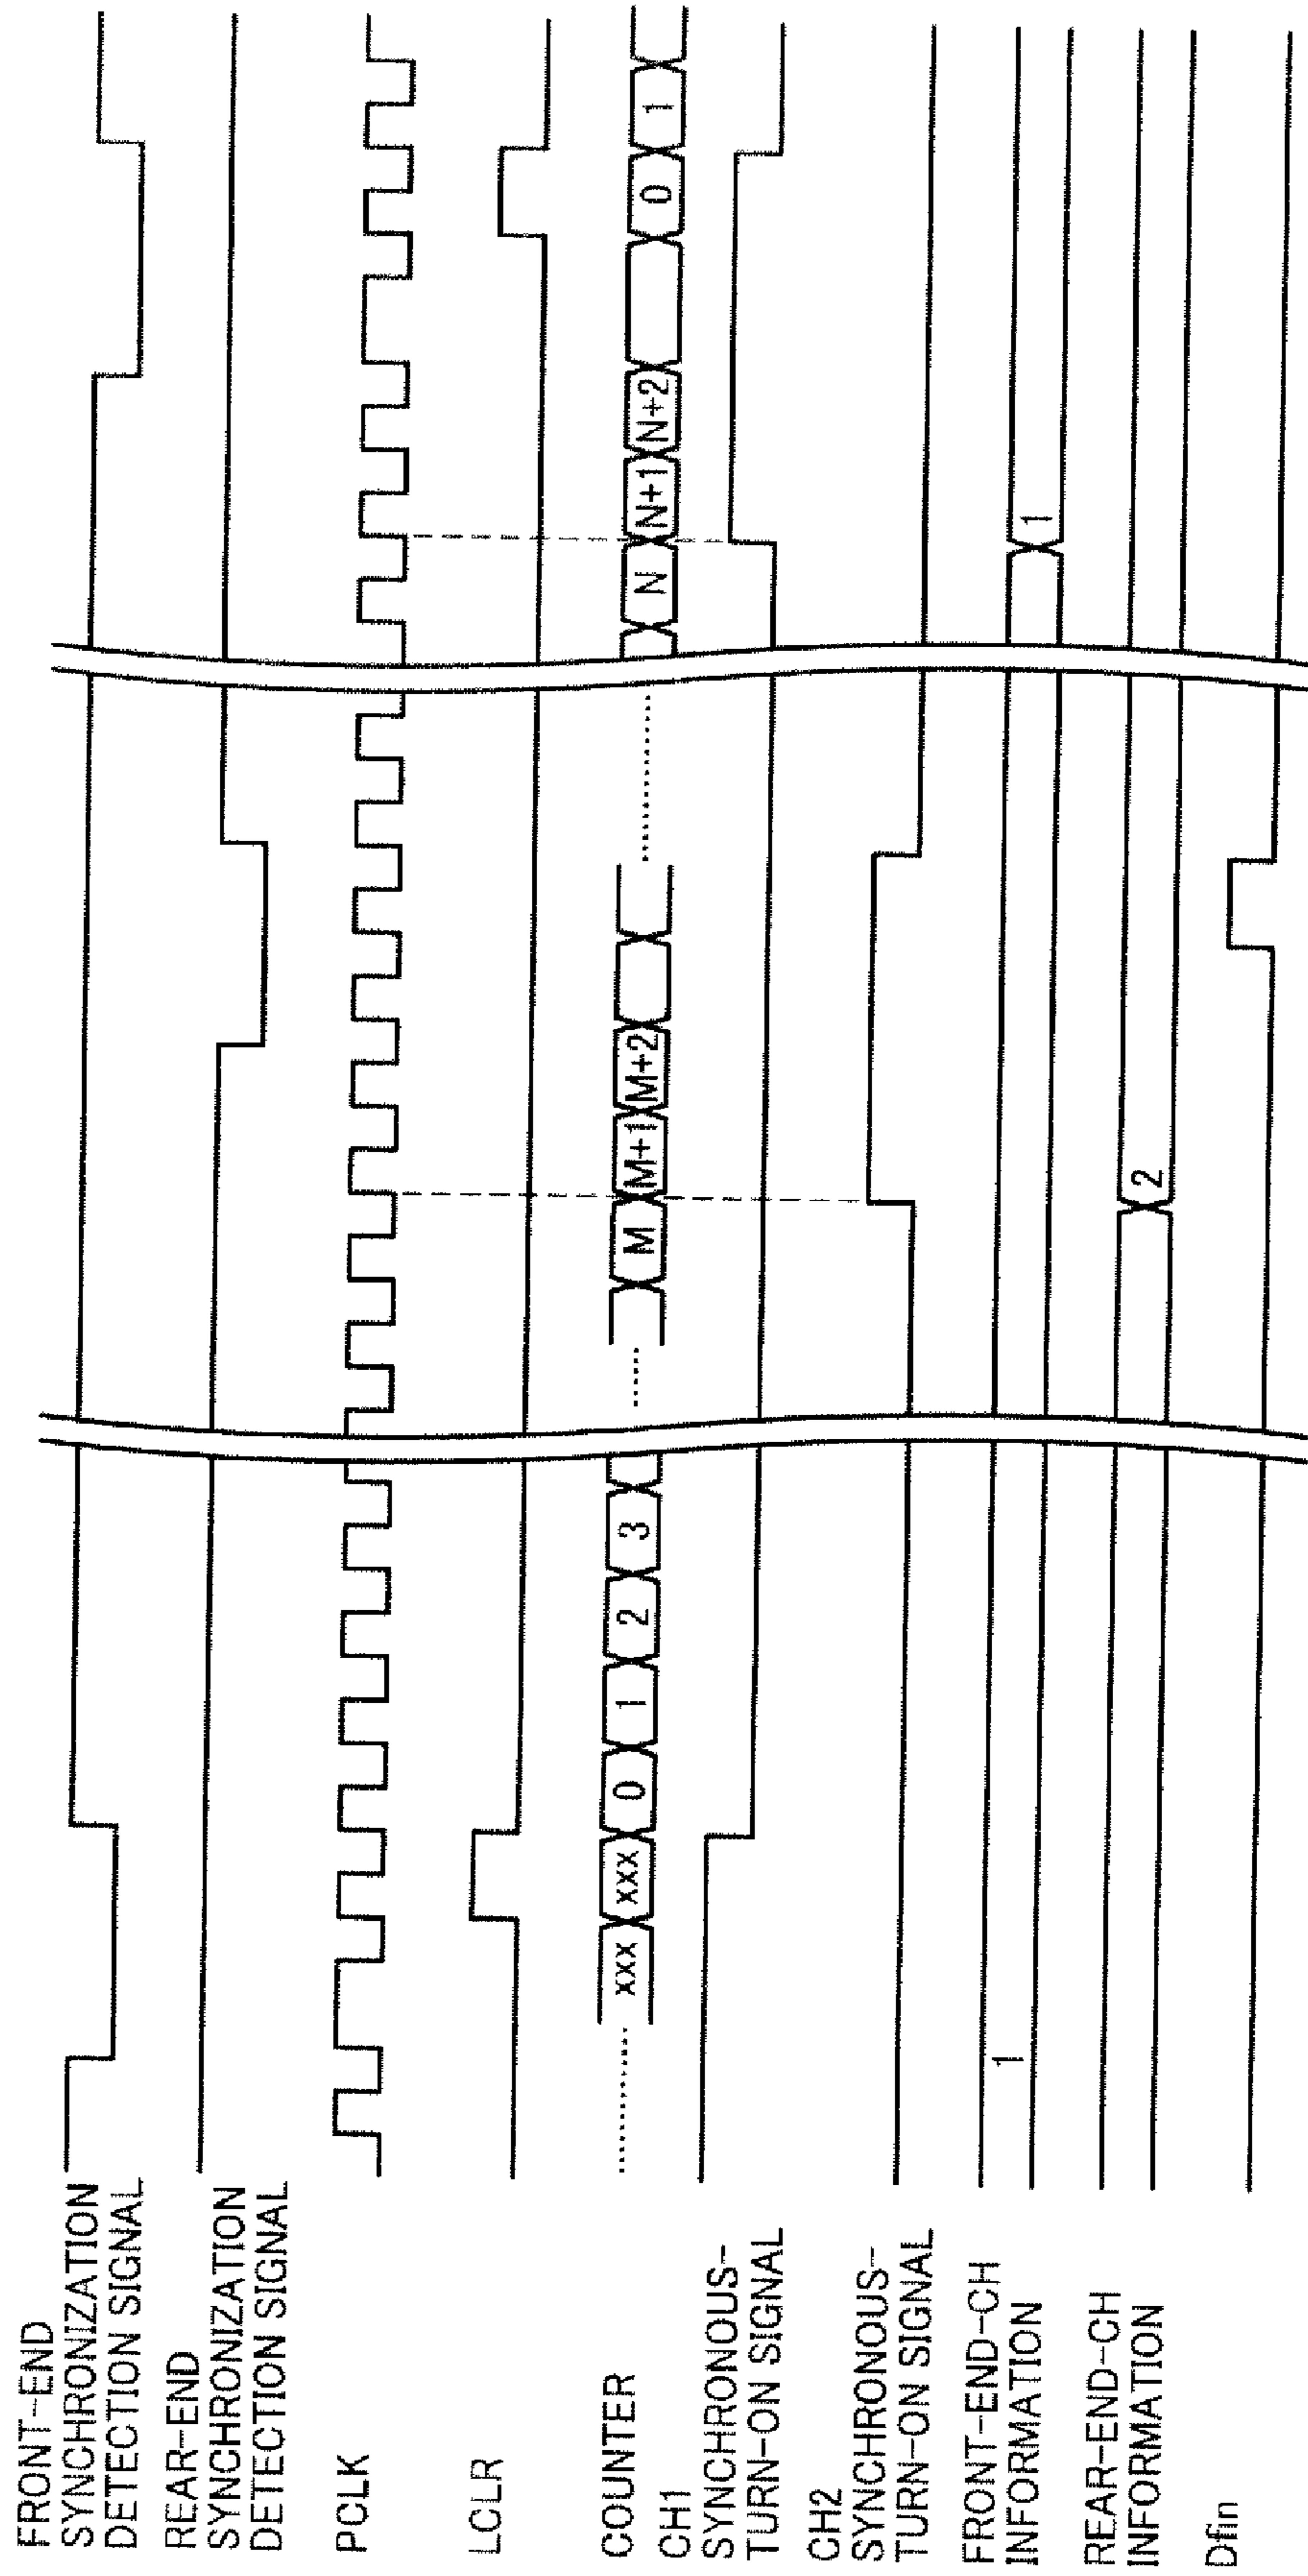 FRONT-END
SYNCHRONIZATION
DETECTION SIGNAL
REAR-END
SYNCHRONIZATION
DETECTION SIGNAL
PCLK
LCLR
COUNTER
xxx xxx 0 1 2 3 M M+1 M+2 N N+1 N+2 0 1
CH1
SYNCHRONOUS-
TURN-ON SIGNAL
CH2
SYNCHRONOUS-
TURN-ON SIGNAL
FRONT-END-CH
INFORMATION
1 1
REAR-END-CH
INFORMATION
2
Dfin